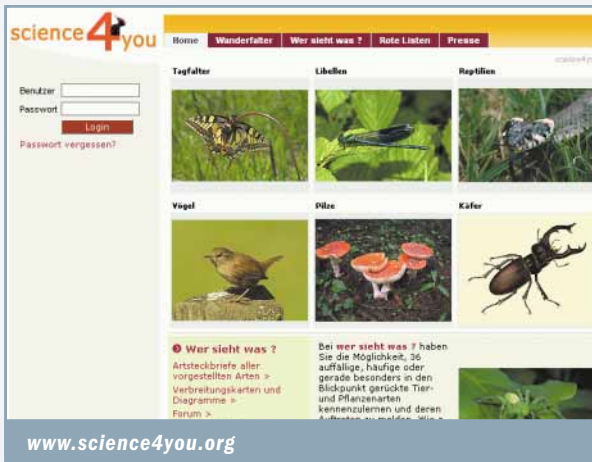 science4you
Home Wanderfalter Wer sieht was ? Rote Listen Presse
Tagfalter Libellen Reptilien
Benutzer
Passwort
Login
Passwort vergessen?
Vögel Pilze Käfer
Wer sieht was ?
Artsteckbriefe aller
vorgestellten Arten >
Verbreitungskarten und
Diagramme >
Forum >
Bei wer sieht was ? haben
Sie die Möglichkeit, 36
auffällige, häufige oder
gerade besonders in den
Blickpunkt gerückte Tier-
und Pflanzenarten
kennenzulernen und deren
www.science4you.org